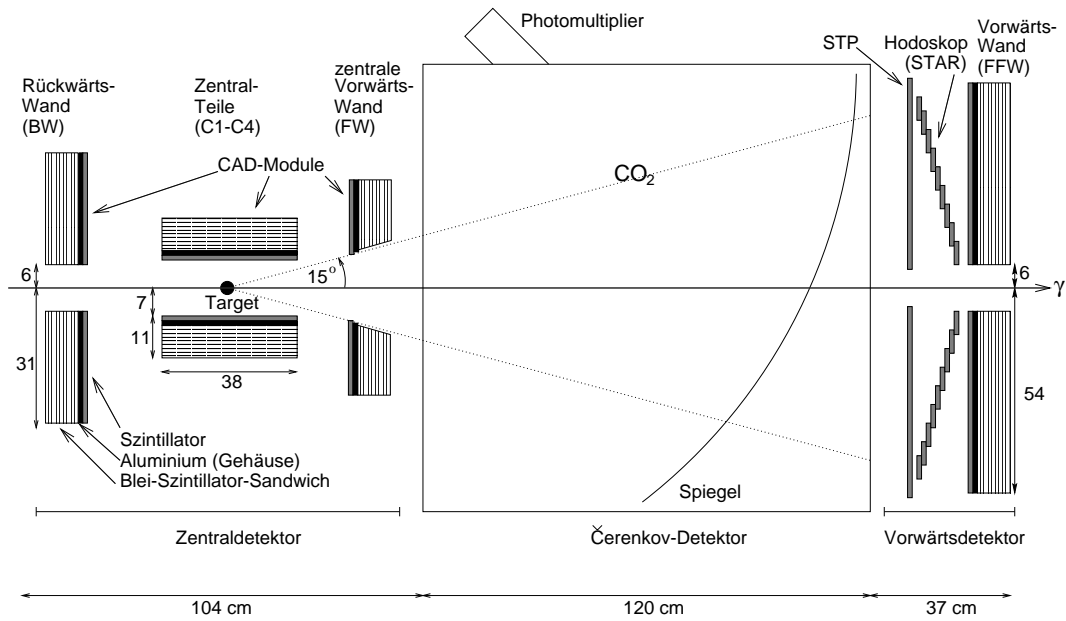 Photomultiplier
Rückwärts-
Wand
(BW)
Zentral-
Teile
(C1-C4)
zentrale
Vorwärts-
Wand
(FW)
STP
Hodoskop
(STAR)
Vorwärts-
Wand
(FFW)
CAD-Module
CO2
6
15°
6
γ
7
Target
11
31
38
54
Szintillator
Aluminium (Gehäuse)
Blei-Szintillator-Sandwich
Spiegel
Zentraldetektor
Čerenkov-Detektor
Vorwärtsdetektor
104 cm
120 cm
37 cm